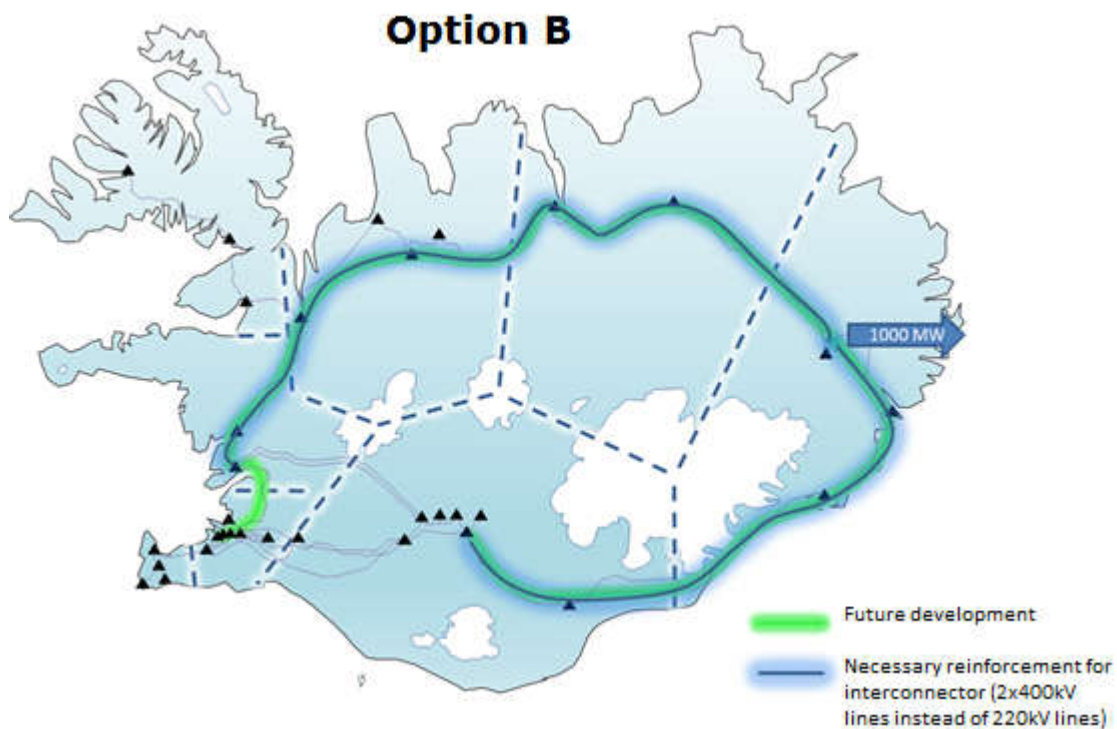 Option B
1000 MW
Future development
Necessary reinforcement for
interconnector (2x400kV
lines instead of 220kV lines)